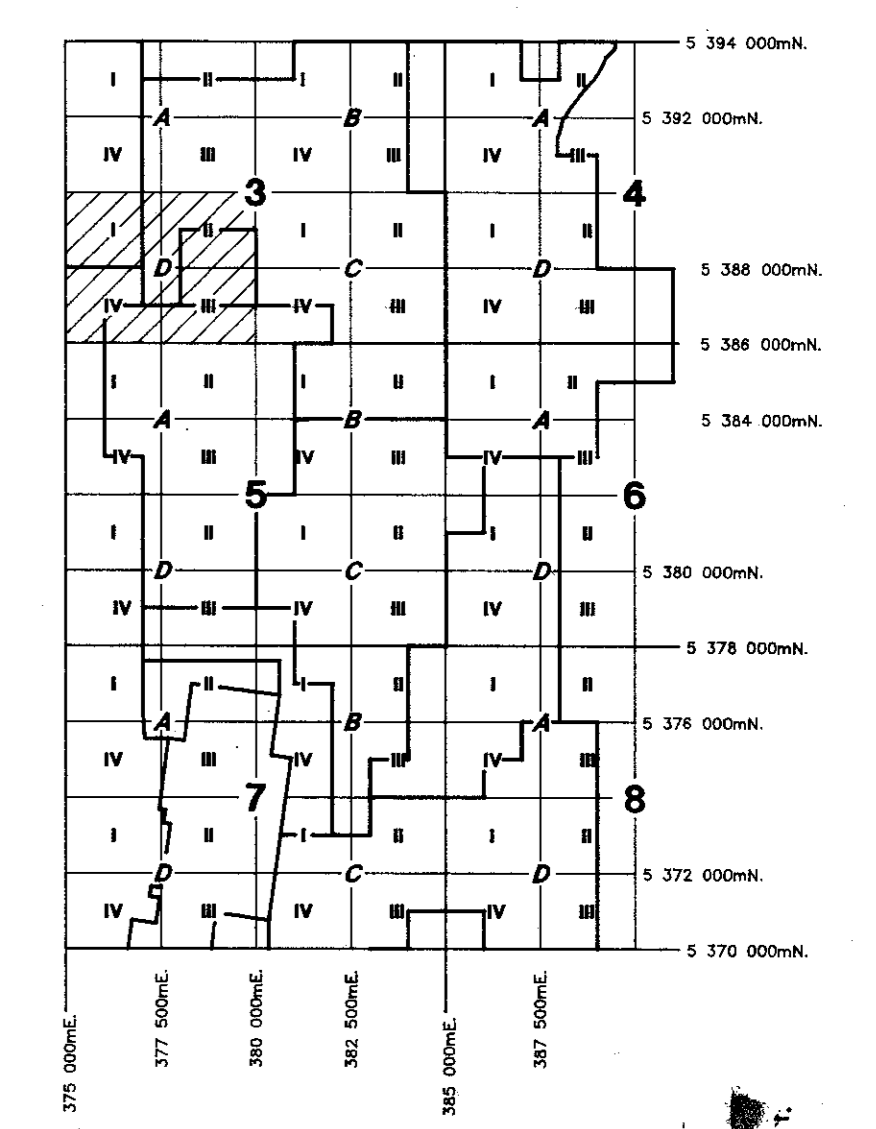 5 394 000mN.
I II I II I II
A B A 5 392 000mN.
IV III IV III IV III
3 4
I II I II I II
D C D 5 388 000mN.
IV III IV III IV III
5 386 000mN.
I II I II I II
A B A 5 384 000mN.
IV III IV III IV III
5 6
I II I II I II
D C D 5 380 000mN.
IV III IV III IV III
5 378 000mN.
I II I II I II
A B A 5 376 000mN.
IV III IV III IV III
7 8
I II I II I II
D C D 5 372 000mN.
IV III IV III IV III
5 370 000mN.
375 000mE.
377 500mE.
380 000mE.
382 500mE.
385 000mE.
387 500mE.